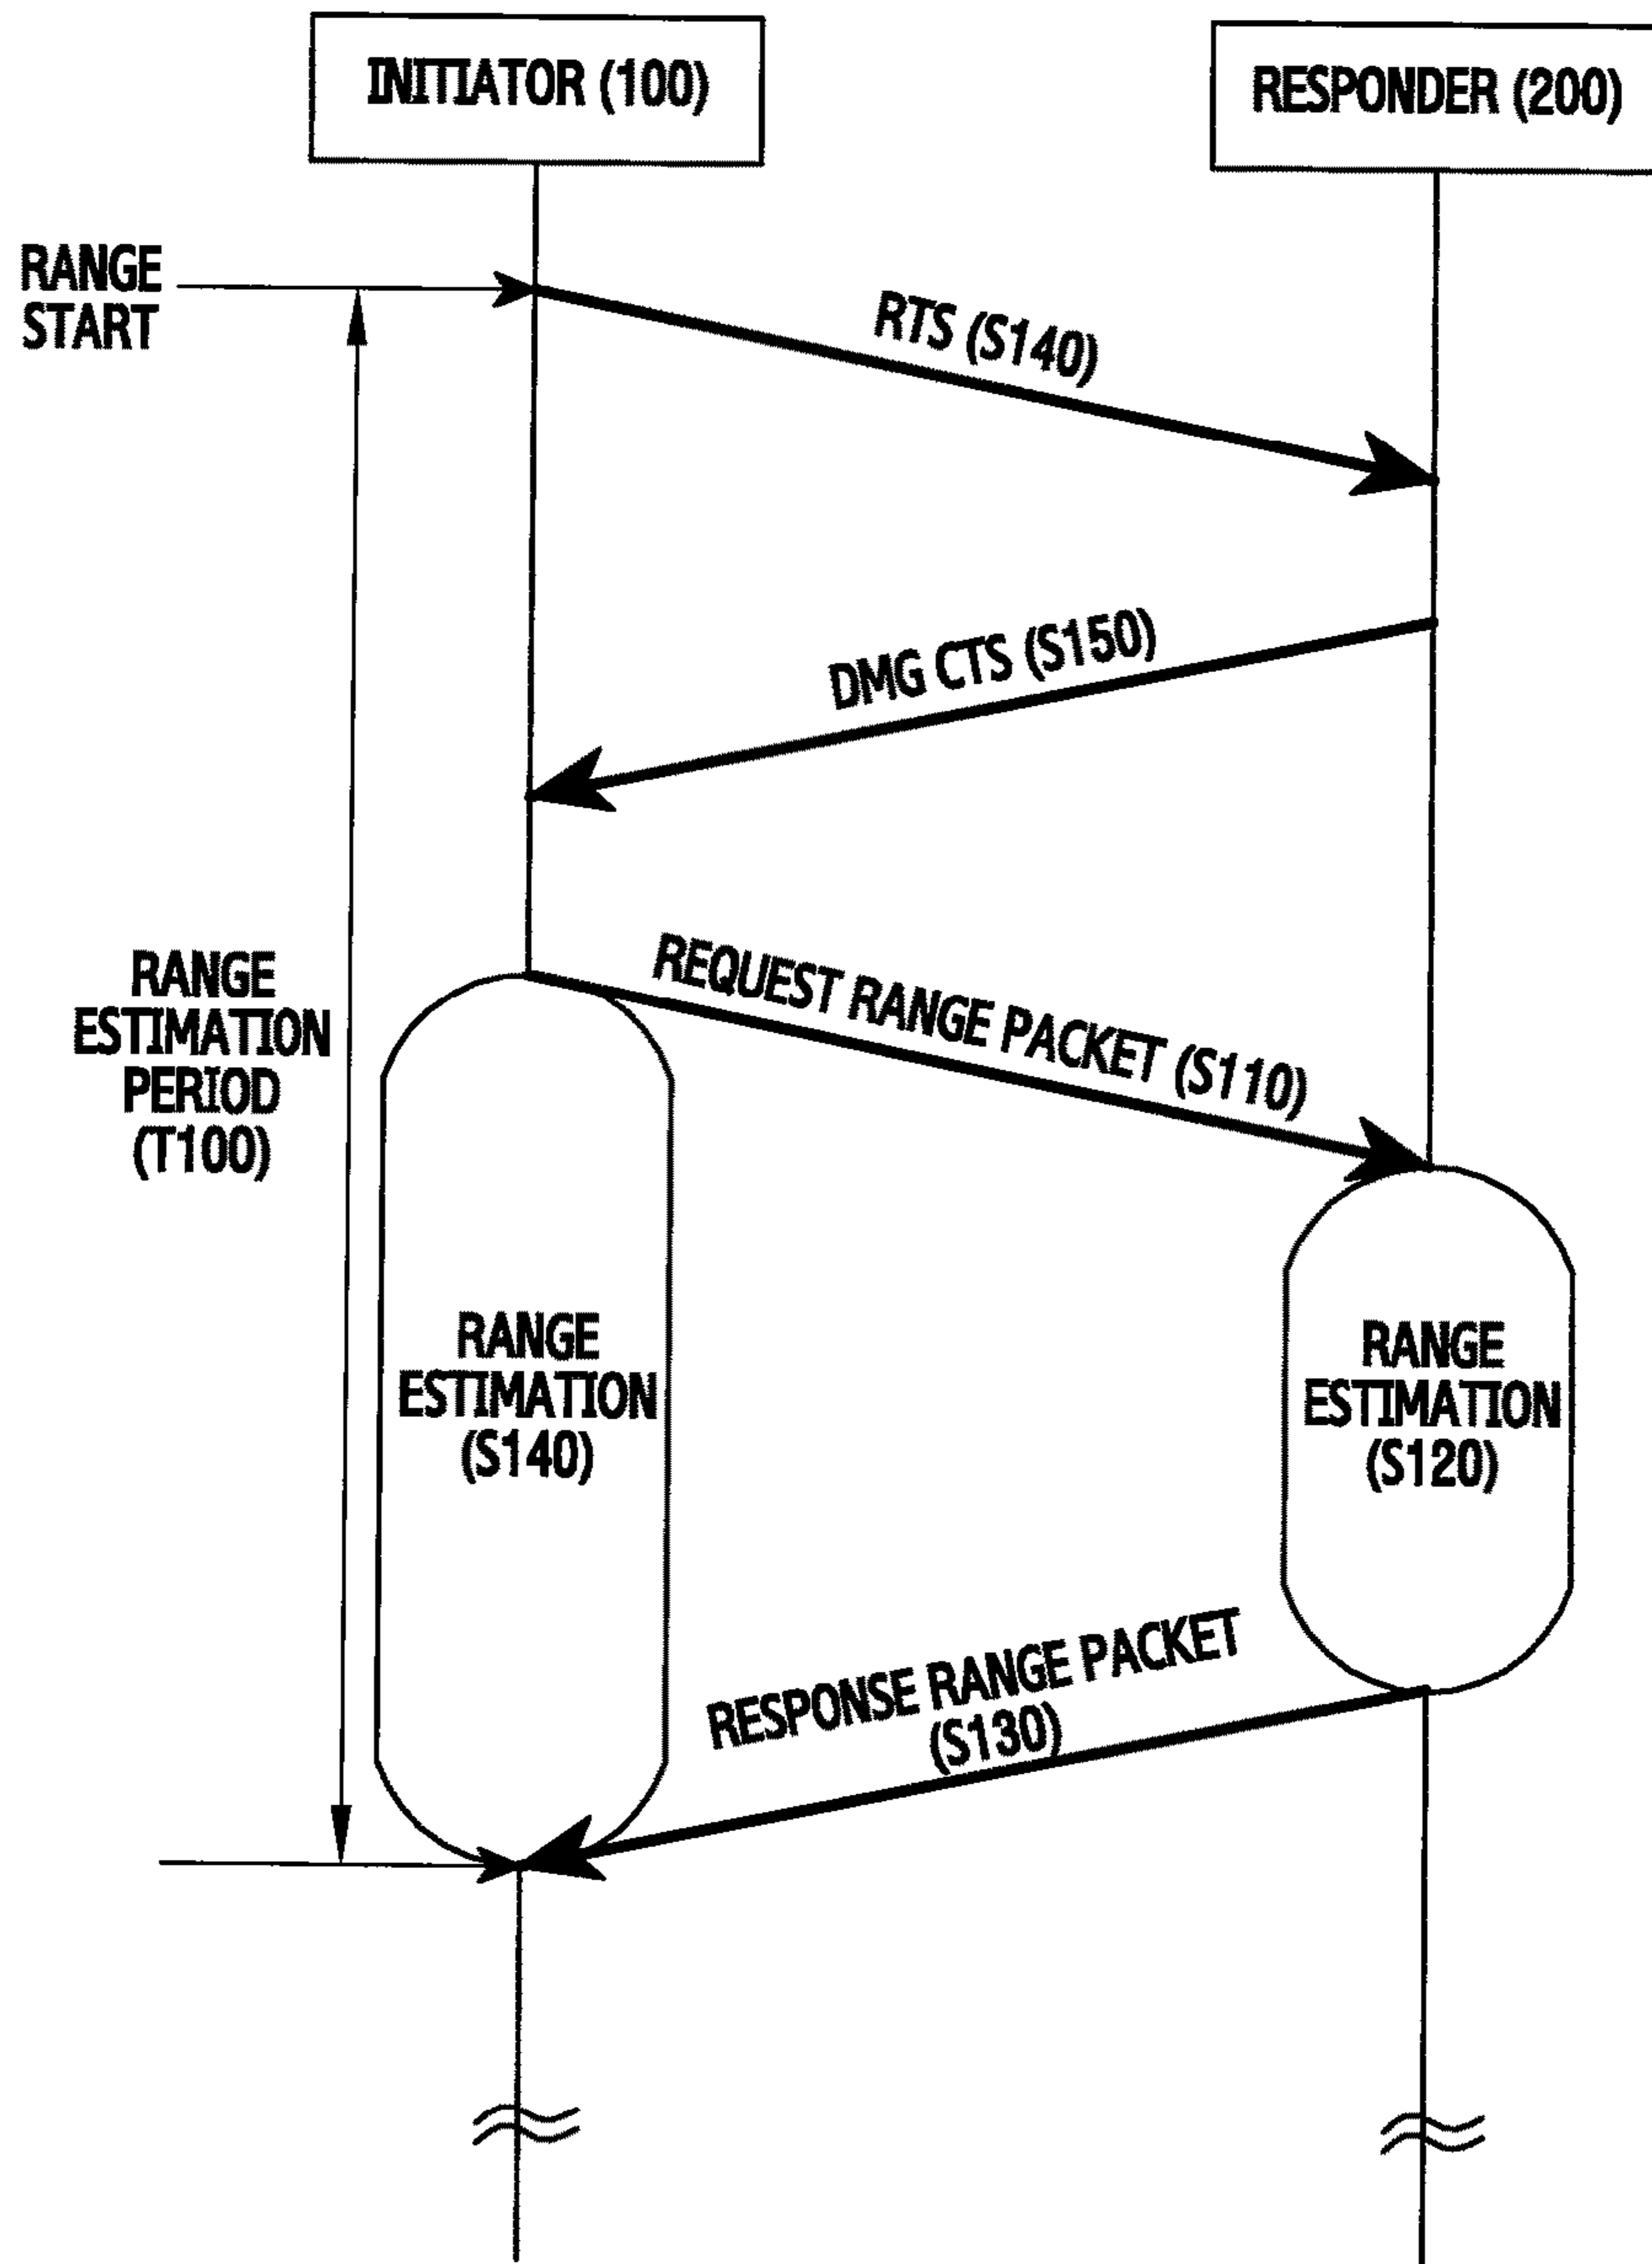 INITIATOR (100)
RESPONDER (200)
RANGE
START
RTS (S140)
DMG CTS (S150)
REQUEST RANGE PACKET (S110)
RANGE
ESTIMATION
PERIOD
(T100)
RANGE
ESTIMATION
(S140)
RANGE
ESTIMATION
(S120)
RESPONSE RANGE PACKET
(S130)